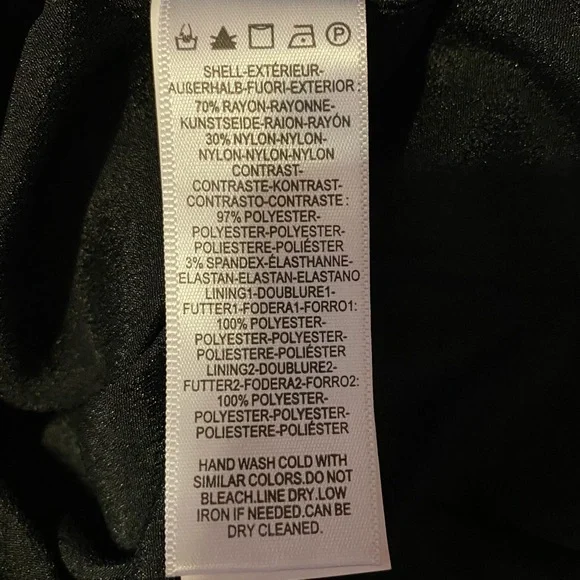 P
SHELL-EXTÉRIEUR-
AUßERHALB-FUORI-EXTERIOR:
70% RAYON-RAYONNE-
KUNSTSEIDE-RAION-RAYÓN
30% NYLON-NYLON-
NYLON-NYLON-NYLON
CONTRAST-
CONTRASTE-KONTRAST-
CONTRASTO-CONTRASTE:
97% POLYESTER-
POLYESTER-POLYESTER-
POLIESTERE-POLIÉSTER
3% SPANDEX-ÉLASTHANNE-
ELASTAN-ELASTAN-ELASTANO
LINING1-DOUBLURE1-
FUTTER1-FODERA1-FORRO1:
100% POLYESTER-
POLYESTER-POLYESTER-
POLIESTERE-POLIÉSTER
LINING2-DOUBLURE2-
FUTTER2-FODERA2-FORRO2:
100% POLYESTER-
POLYESTER-POLYESTER-
POLIESTERE-POLIÉSTER
HAND WASH COLD WITH
SIMILAR COLORS.DO NOT
BLEACH.LINE DRY.LOW
IRON IF NEEDED.CAN BE
DRY CLEANED.